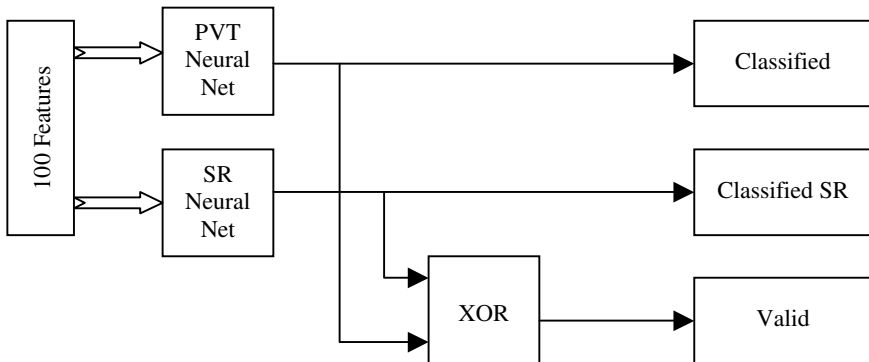 100 Features
PVT
Neural
Net
Classified
SR
Neural
Net
Classified SR
XOR
Valid